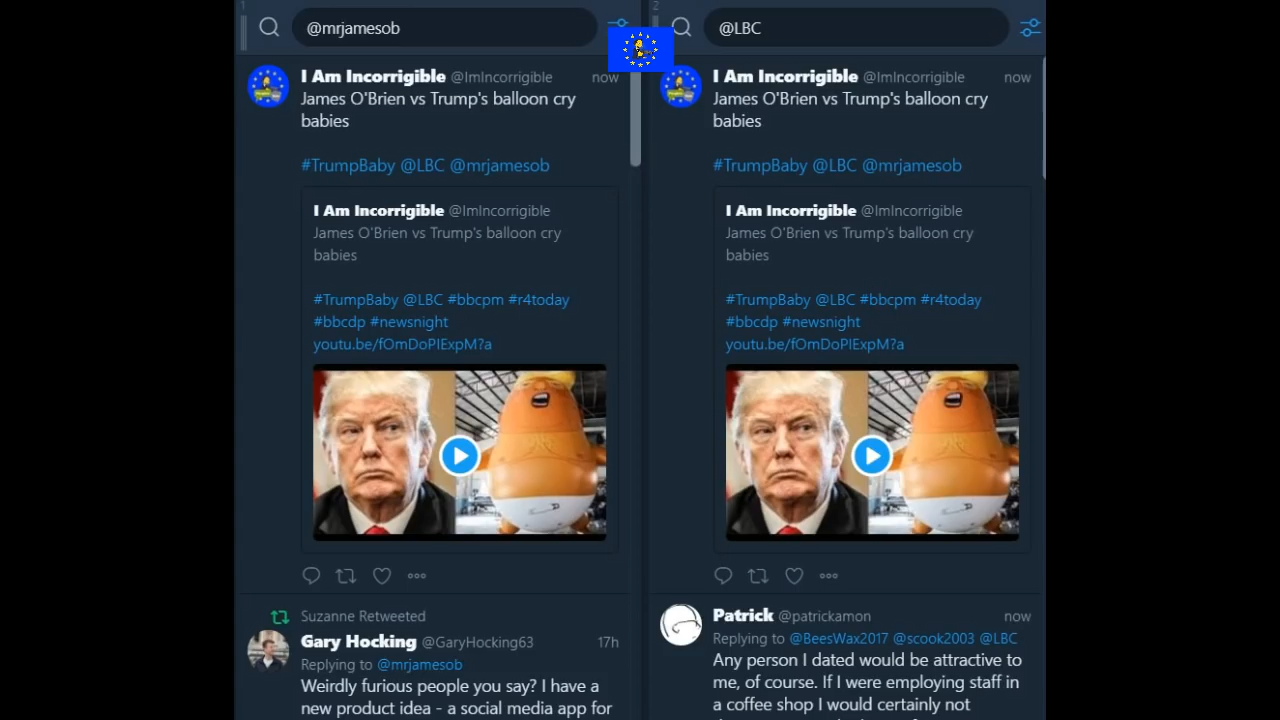 1
@mrjamesob
I Am Incorrigible @ImIncorrigible now
James O'Brien vs Trump's balloon cry
babies
#TrumpBaby @LBC @mrjamesob
I Am Incorrigible @ImIncorrigible
James O'Brien vs Trump's balloon cry
babies
#TrumpBaby @LBC #bbcpm #r4today
#bbcdp #newsnight
youtu.be/fOmDoPIExpM?a
Suzanne Retweeted
Gary Hocking @GaryHocking63 17h
Replying to @mrjamesob
Weirdly furious people you say? I have a
new product idea - a social media app for
2
@LBC
I Am Incorrigible @ImIncorrigible now
James O'Brien vs Trump's balloon cry
babies
#TrumpBaby @LBC @mrjamesob
I Am Incorrigible @ImIncorrigible
James O'Brien vs Trump's balloon cry
babies
#TrumpBaby @LBC #bbcpm #r4today
#bbcdp #newsnight
youtu.be/fOmDoPIExpM?a
Patrick @patrickamon now
Replying to @BeesWax2017 @scook2003 @LBC
Any person I dated would be attractive to
me, of course. If I were employing staff in
a coffee shop I would certainly not